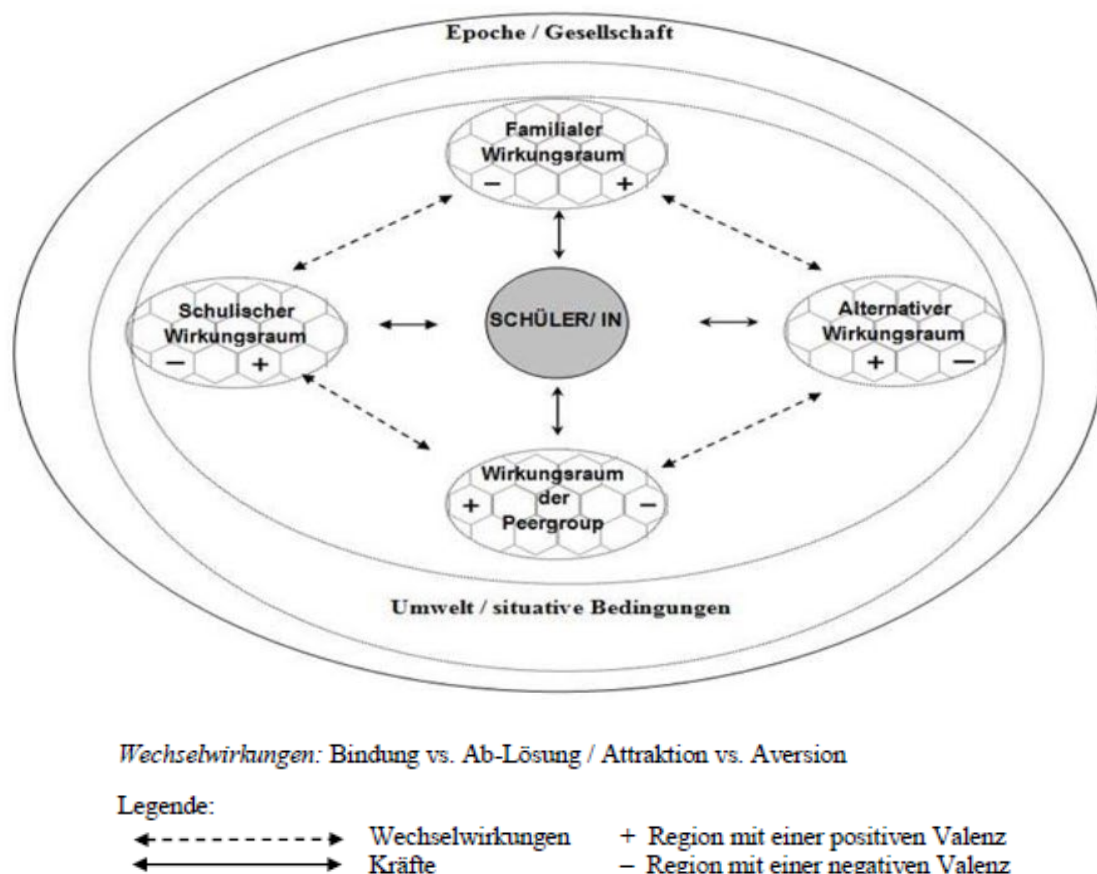 Epoche / Gesellschaft
Familialer
Wirkungsraum
– +
Schulischer
Wirkungsraum
– +
SCHÜLER/ IN
Alternativer
Wirkungsraum
+ –
Wirkungsraum
der
+ –
Peergroup
Umwelt / situative Bedingungen
Wechselwirkungen: Bindung vs. Ab-Lösung / Attraktion vs. Aversion
Legende:
Wechselwirkungen + Region mit einer positiven Valenz
Kräfte – Region mit einer negativen Valenz